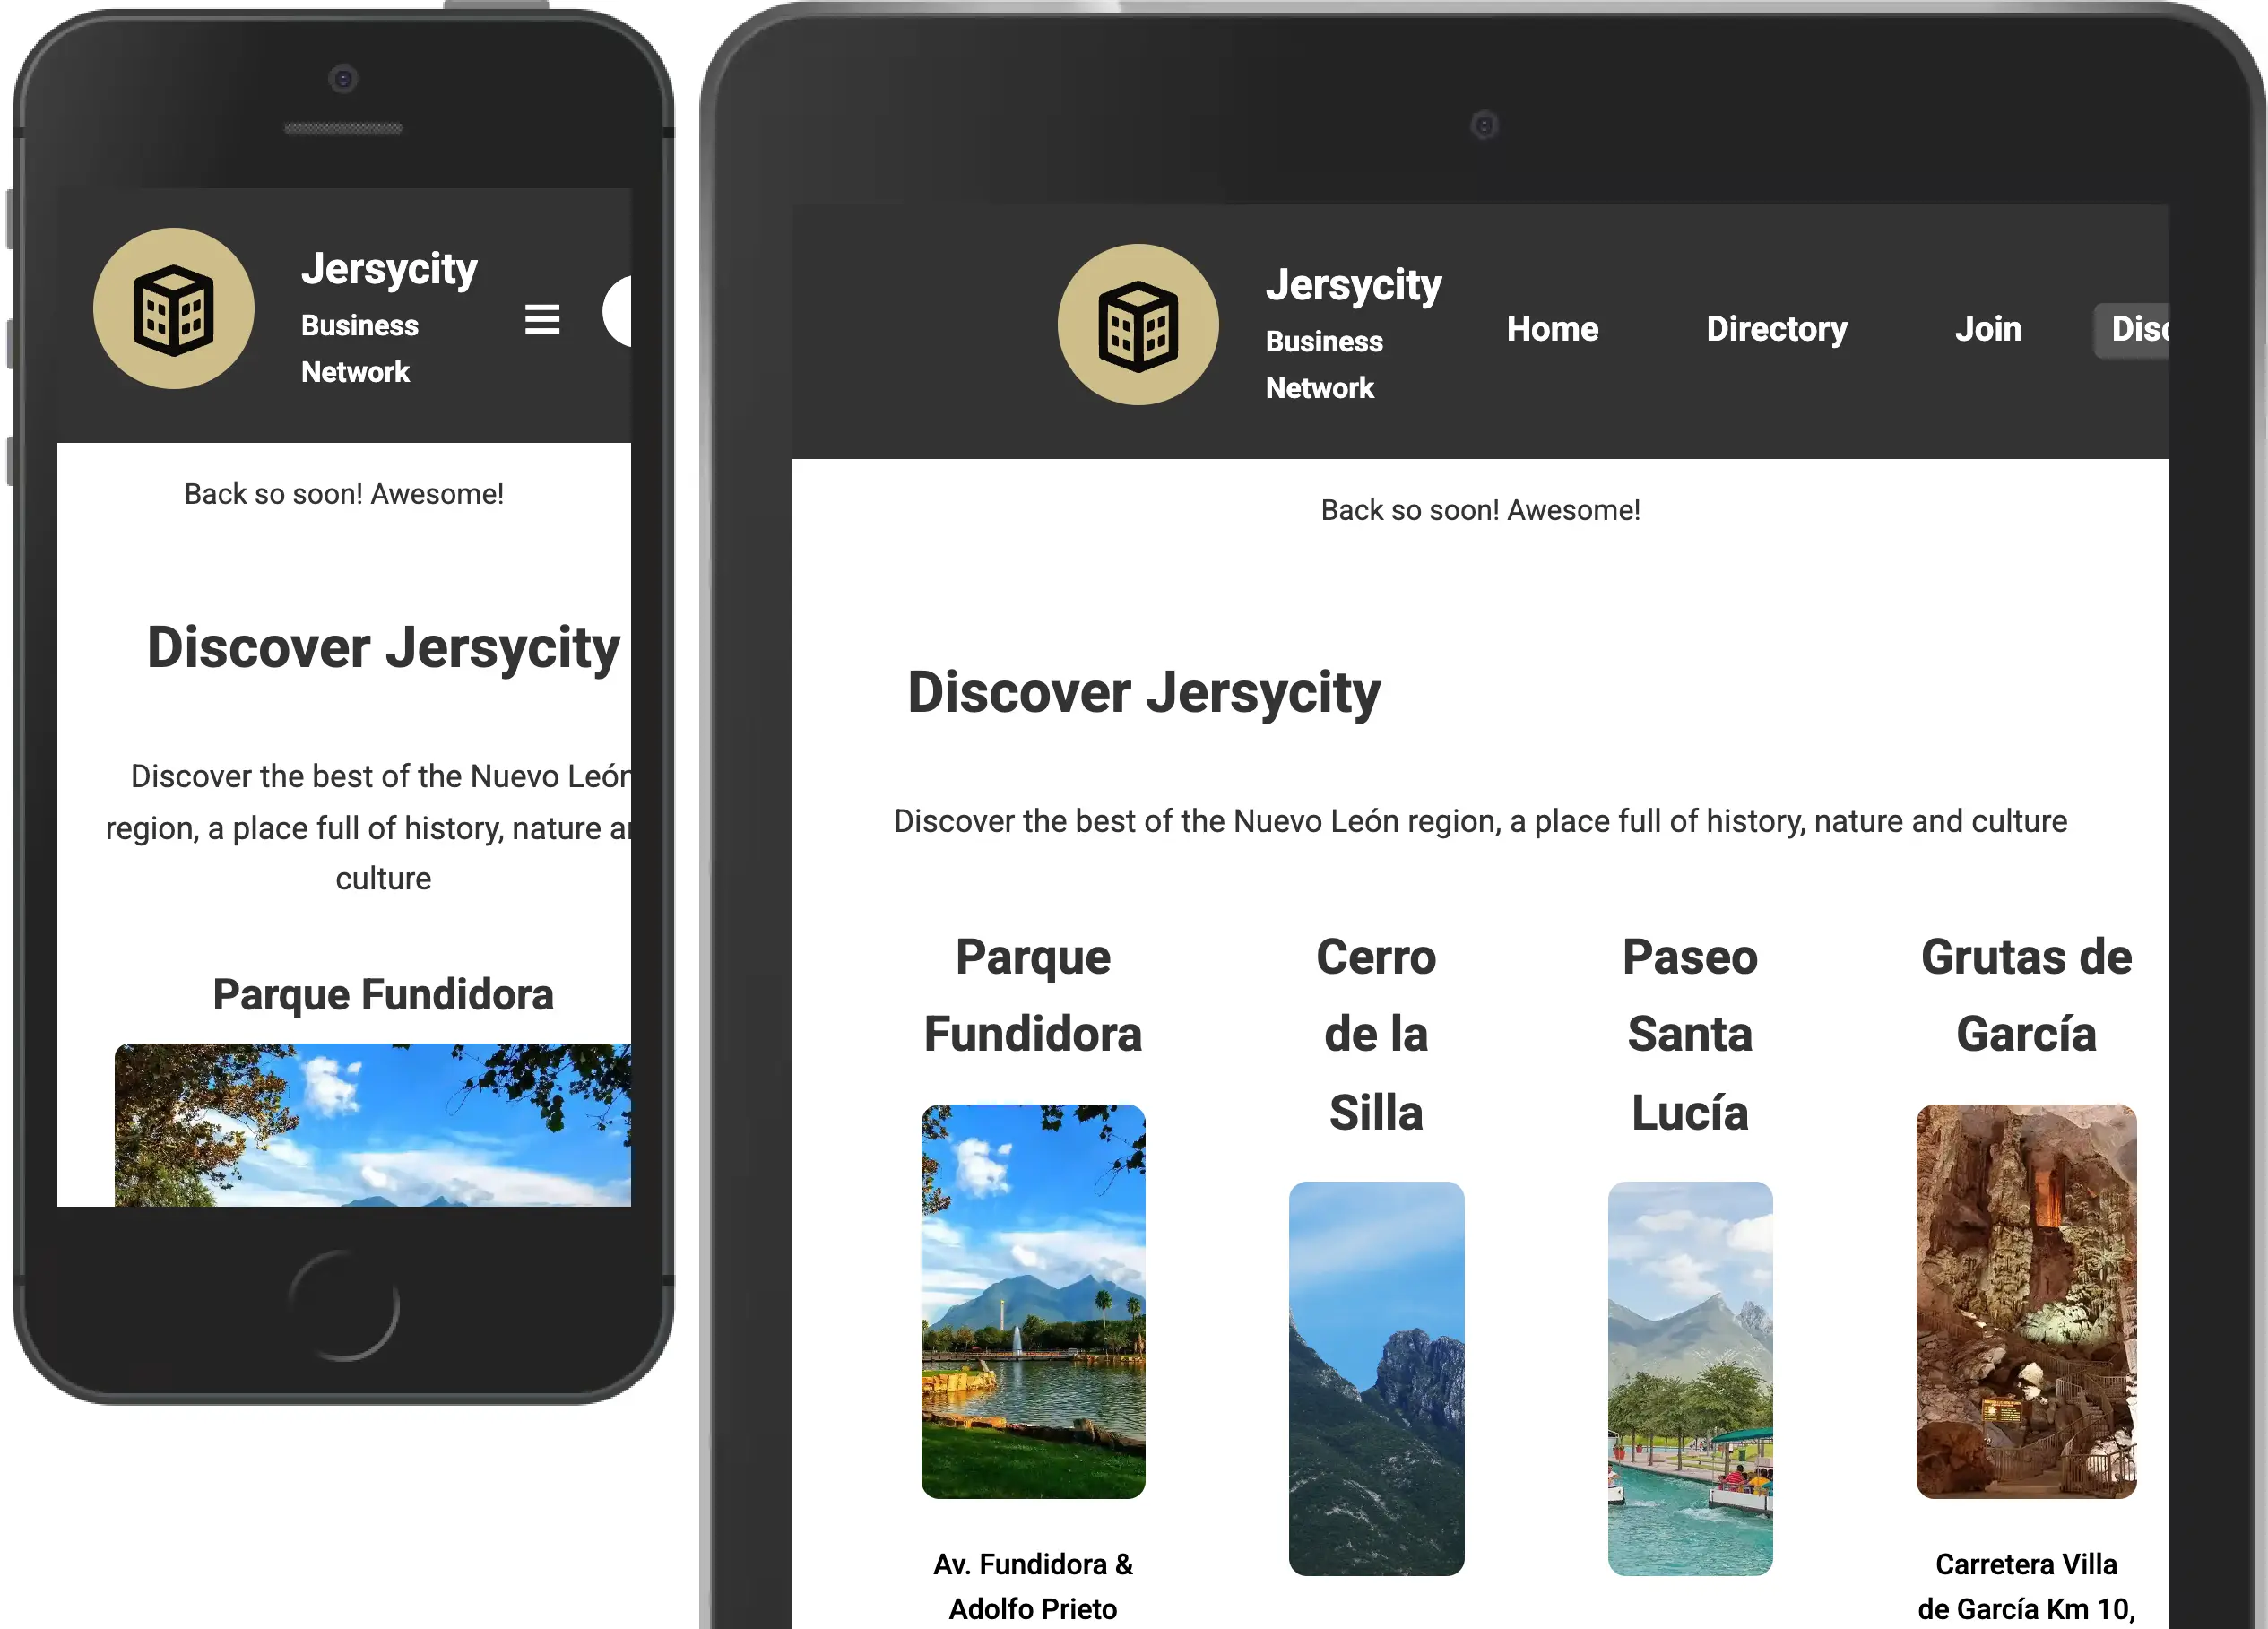 Jersycity
Business
Network
Back so soon! Awesome!
Discover Jersycity
Discover the best of the Nuevo León
region, a place full of history, nature
culture
Parque Fundidora
Jersycity
Business
Network
Home
Directory
Join
Back so soon! Awesome!
Discover Jersycity
Discover the best of the Nuevo León region, a place full of history, nature and culture
Parque
Fundidora
Cerro
de la
Silla
Paseo
Santa
Lucía
Grutas de
García
Av. Fundidora &
Adolfo Prieto
Carretera Villa
de García Km 10,